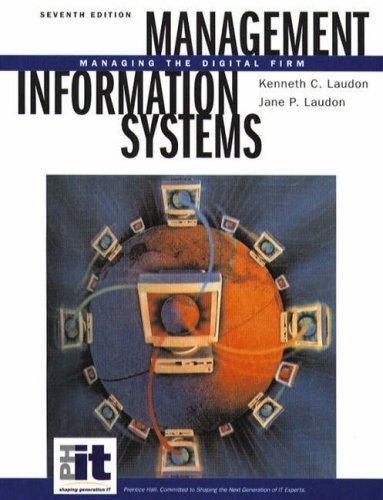 SEVENTH EDITION
MANAGEMENT
MANAGING THE DIGITAL FIRM
INFORMATION
SYSTEMS
Kenneth C. Laudon
Jane P. Laudon
PH
it
shaping generation IT
Prentice Hall. Committed to Shaping the Next Generation of IT Experts.